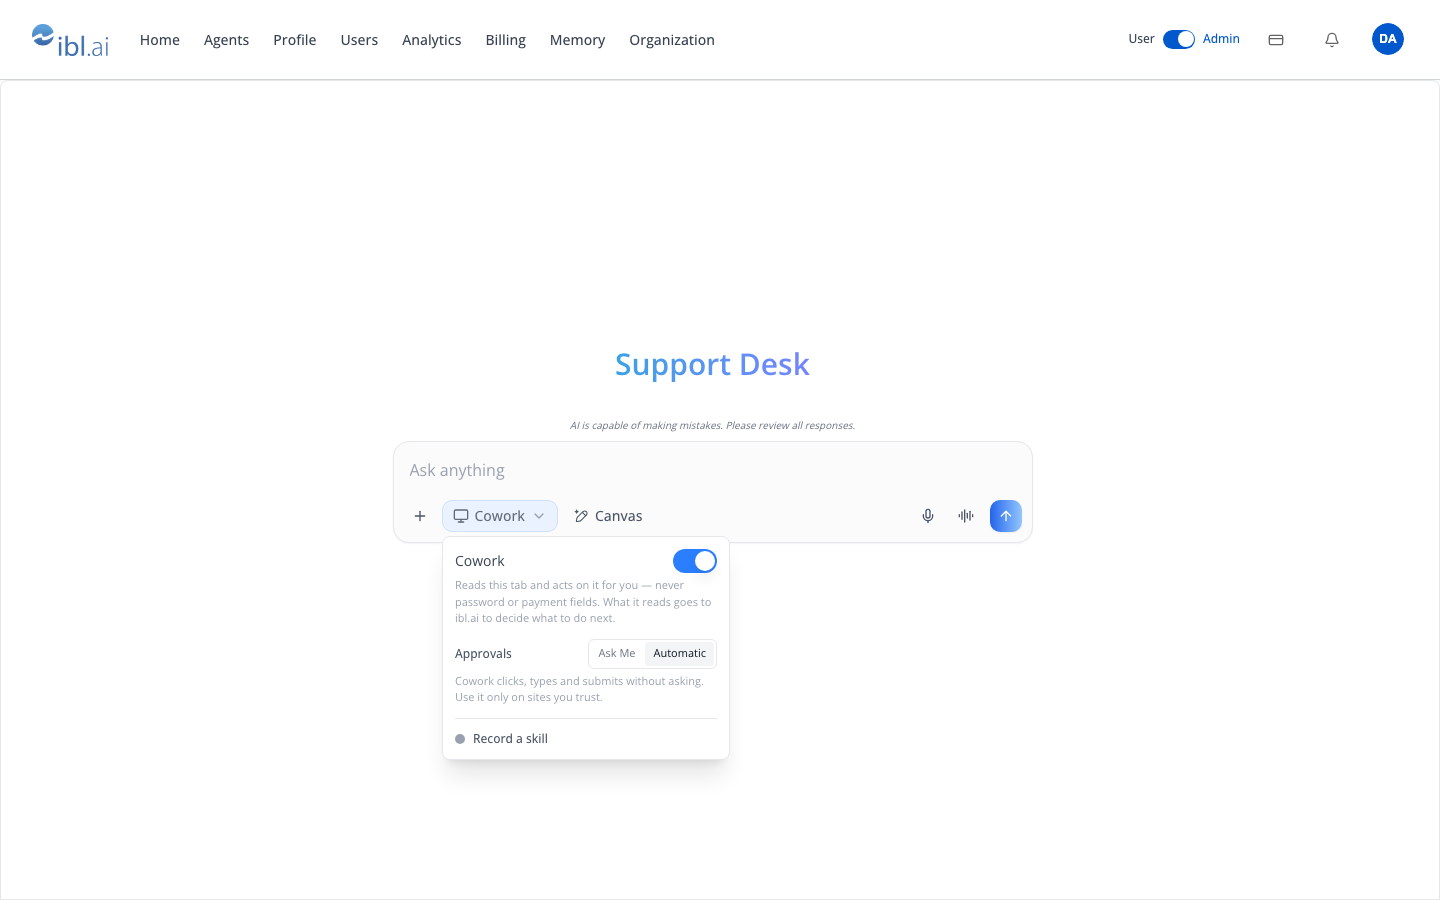 ibl.ai
Home Agents Profile Users Analytics Billing Memory Organization
User Admin
DA
Support Desk
AI is capable of making mistakes. Please review all responses.
Ask anything
Cowork
Canvas
Cowork
Reads this tab and acts on it for you — never
password or payment fields. What it reads goes to
ibl.ai to decide what to do next.
Approvals
Ask Me Automatic
Cowork clicks, types and submits without asking.
Use it only on sites you trust.
Record a skill